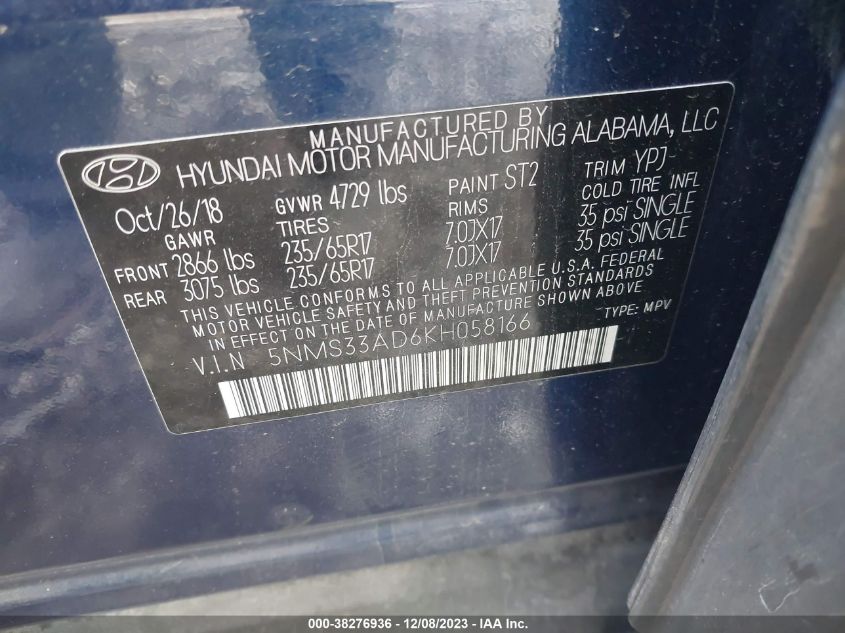 MANUFACTURED BY
HYUNDAI MOTOR MANUFACTURING ALABAMA, LLC
Oct/26/18 GVWR 4729 lbs PAINT ST2 TRIM YPJ
GAWR TIRES RIMS COLD TIRE INFL
FRONT 2866 lbs 235/65R17 7.0JX17 35 psi SINGLE
REAR 3075 lbs 235/65R17 7.0JX17 35 psi SINGLE
THIS VEHICLE CONFORMS TO ALL APPLICABLE U.S.A. FEDERAL
MOTOR VEHICLE SAFETY AND THEFT PREVENTION STANDARDS
IN EFFECT ON THE DATE OF MANUFACTURE SHOWN ABOVE.
V.I.N 5NMS33AD6KH058166 TYPE: MPV
000-38276936 - 12/08/2023 - IAA Inc.